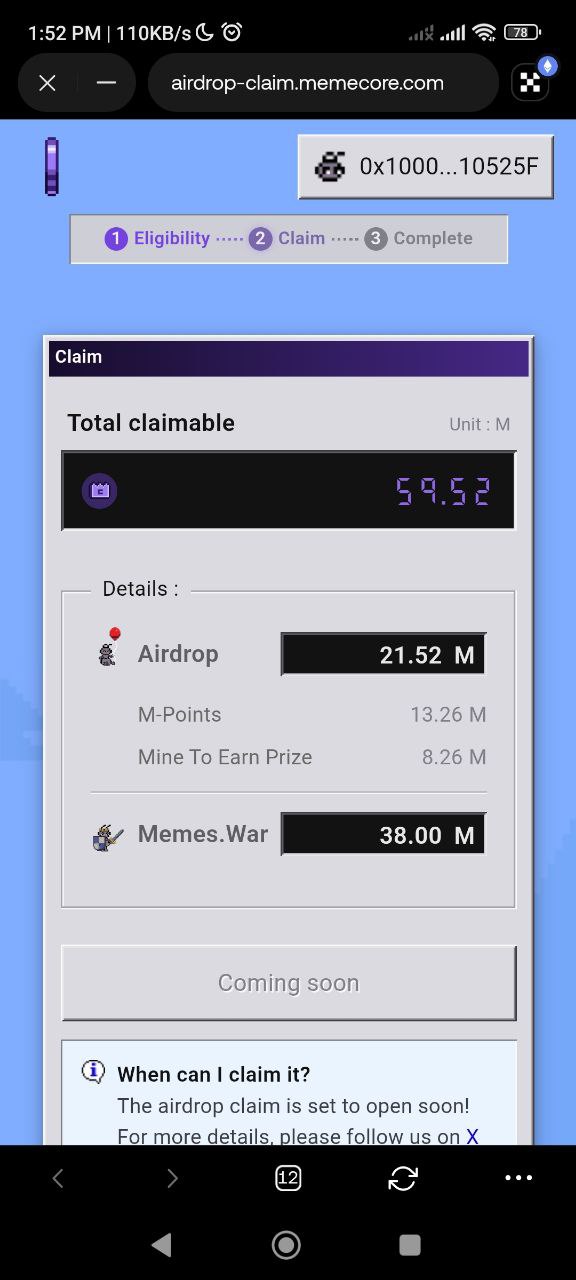 1:52 PM | 110KB/s
78
airdrop-claim.memecore.com
0x1000...10525F
1 Eligibility ····· 2 Claim ····· 3 Complete
Claim
Total claimable
Unit : M
59.52
Details :
Airdrop
21.52 M
M-Points
13.26 M
Mine To Earn Prize
8.26 M
Memes.War
38.00 M
Coming soon
When can I claim it?
The airdrop claim is set to open soon!
For more details, please follow us on X
12